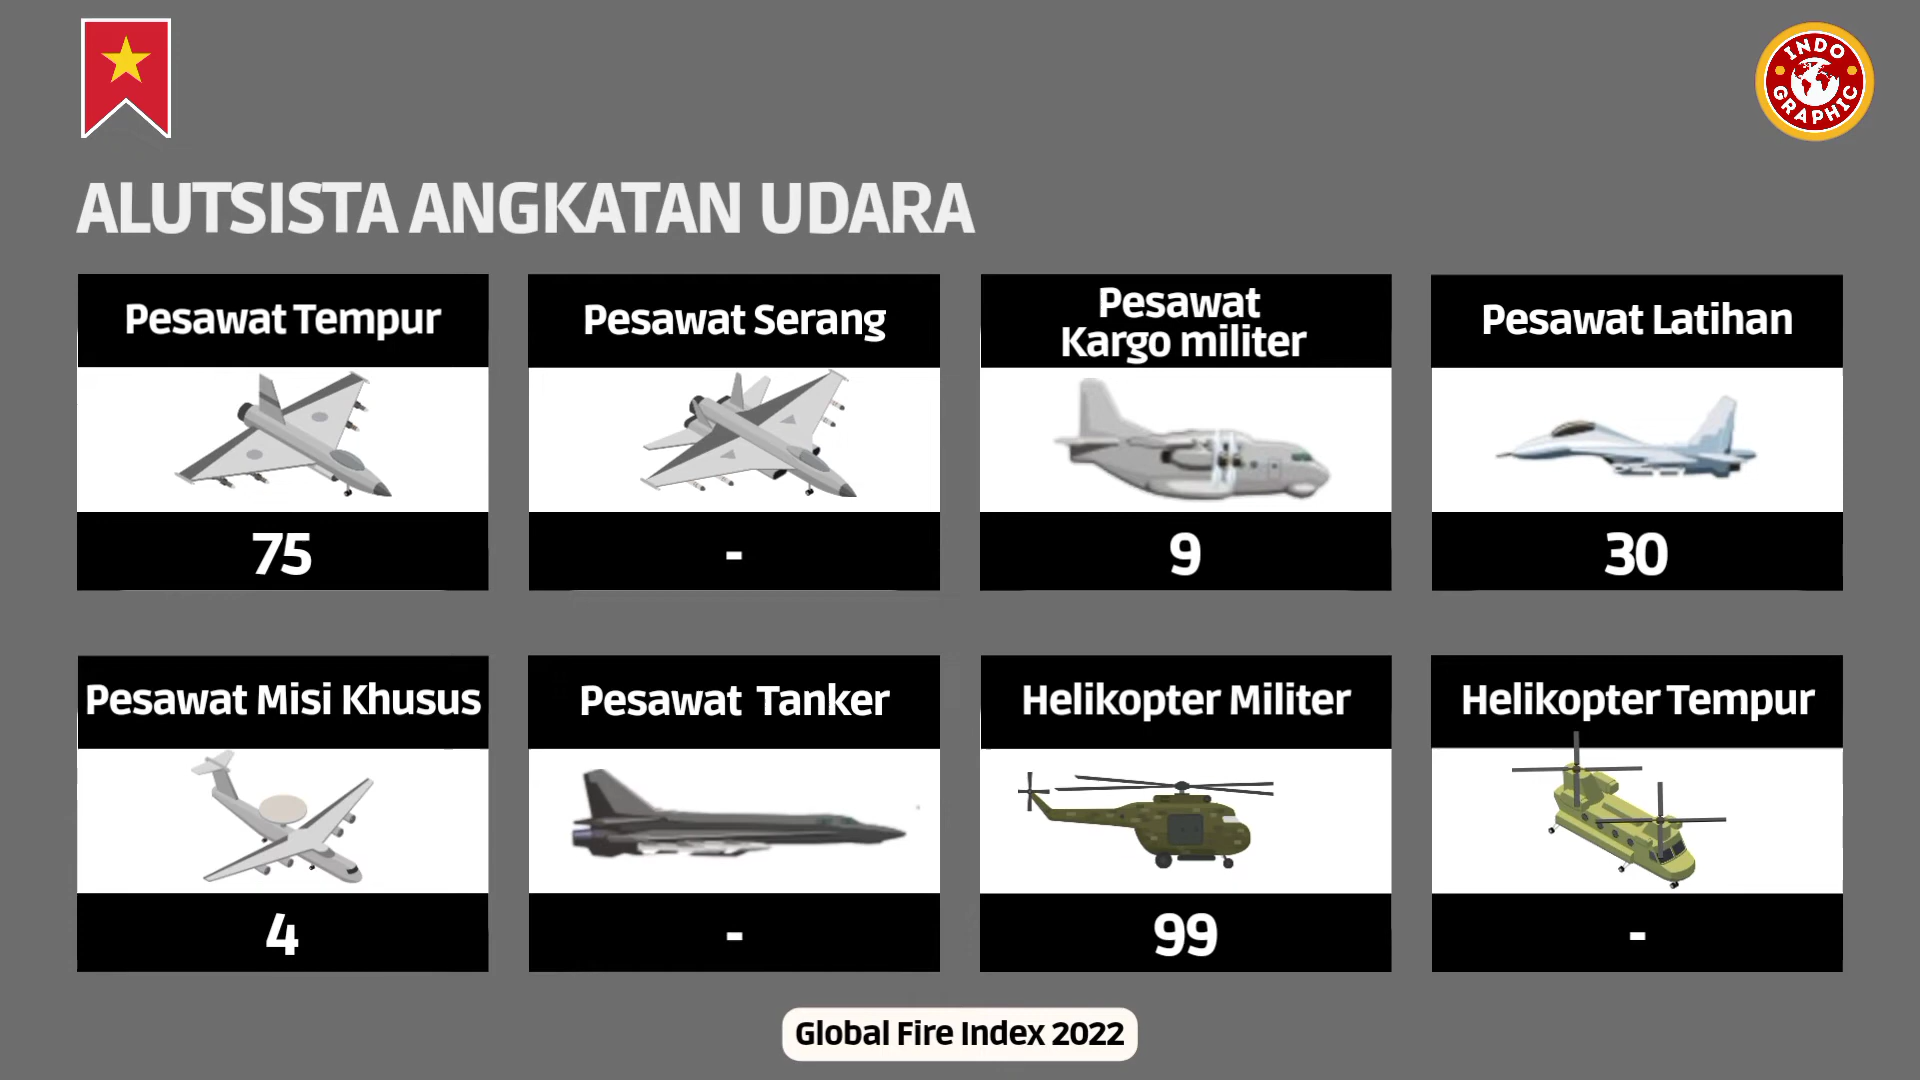 INDO
GRAPHIC
ALUTSISTA ANGKATAN UDARA
Pesawat Tempur
75
Pesawat Serang
-
Pesawat
Kargo militer
9
Pesawat Latihan
30
Pesawat Misi Khusus
4
Pesawat Tanker
-
Helikopter Militer
99
Helikopter Tempur
-
Global Fire Index 2022